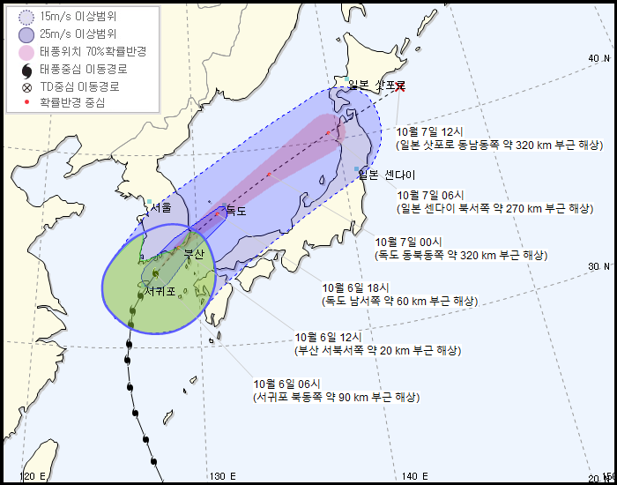 15m/s 이상범위
25m/s 이상범위
태풍위치 70%확률반경
태풍중심 이동경로
TD중심 이동경로
확률반경 중심
40 N
일본 삿포로
10월 7일 12시
(일본 삿포로 동남동쪽 약 320 km 부근 해상)
일본 센다이
10월 7일 06시
(일본 센다이 북서쪽 약 270 km 부근 해상)
서울
독도
10월 7일 00시
(독도 동북동쪽 약 320 km 부근 해상)
부산
30 N
서귀포
10월 6일 18시
(독도 남서쪽 약 60 km 부근 해상)
10월 6일 12시
(부산 서북서쪽 약 20 km 부근 해상)
10월 6일 06시
(서귀포 북동쪽 약 90 km 부근 해상)
120 E
130 E
140 E
20 N
150